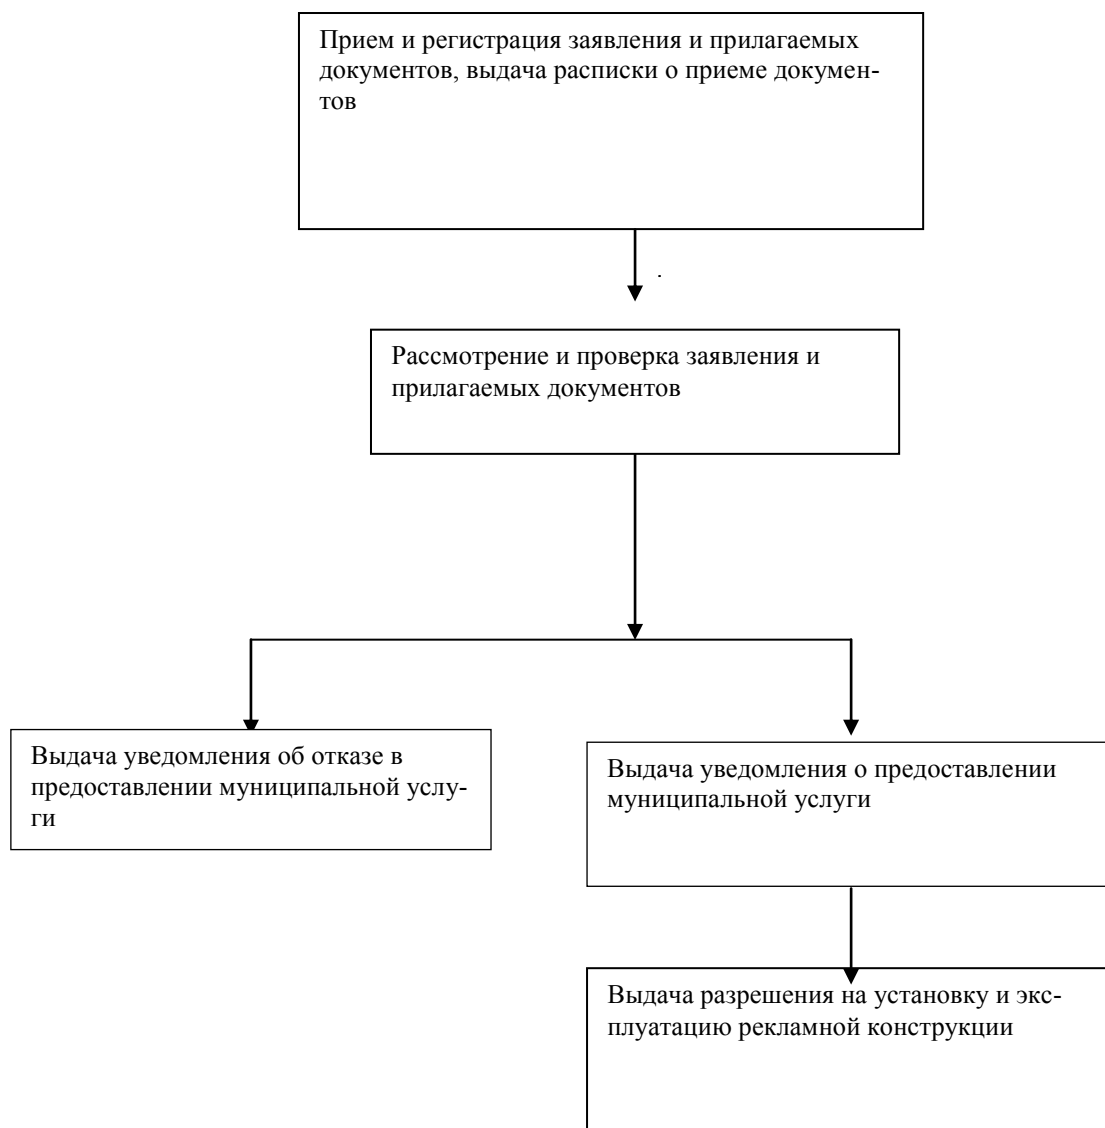 Прием и регистрация заявления и прилагаемых
документов, выдача расписки о приеме докумен-
тов
.
Рассмотрение и проверка заявления и
прилагаемых документов
Выдача уведомления об отказе в
предоставлении муниципальной услу-
ги
Выдача уведомления о предоставлении
муниципальной услуги
Выдача разрешения на установку и экс-
плуатацию рекламной конструкции